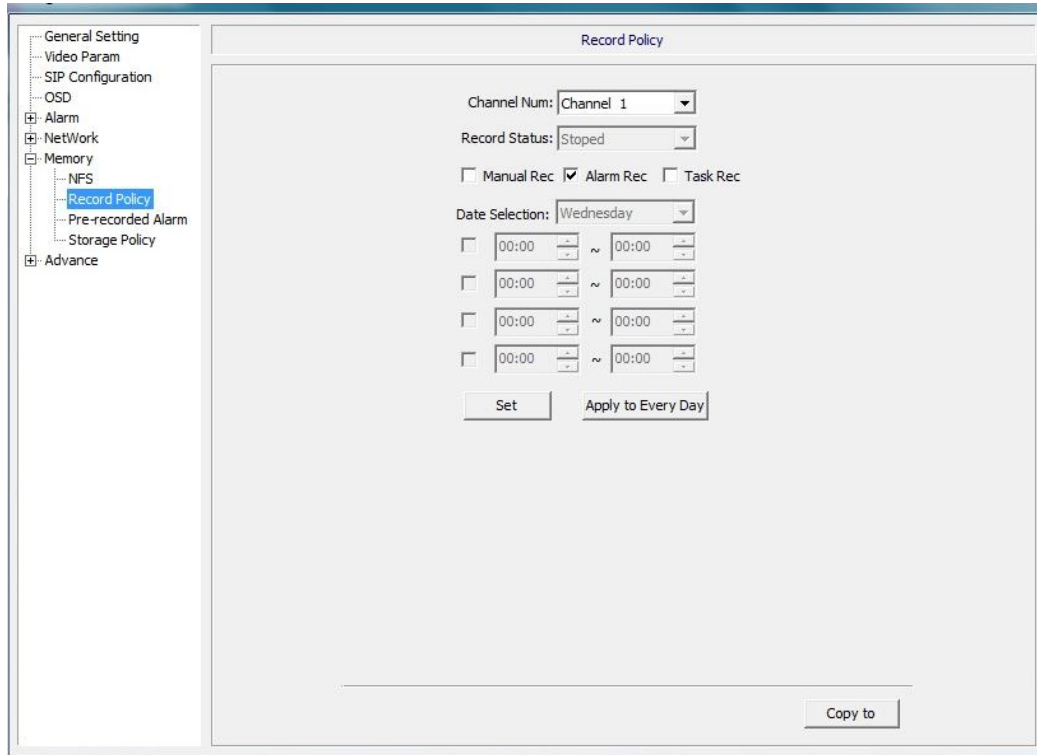 General Setting
Video Param
SIP Configuration
OSD
Alarm
NetWork
Memory
NFS
Record Policy
Pre-recorded Alarm
Storage Policy
Advance
Record Policy
Channel Num: Channel 1
Record Status: Stoped
Manual Rec Alarm Rec Task Rec
Date Selection: Wednesday
00:00 ~ 00:00
00:00 ~ 00:00
00:00 ~ 00:00
00:00 ~ 00:00
Set Apply to Every Day
Copy to